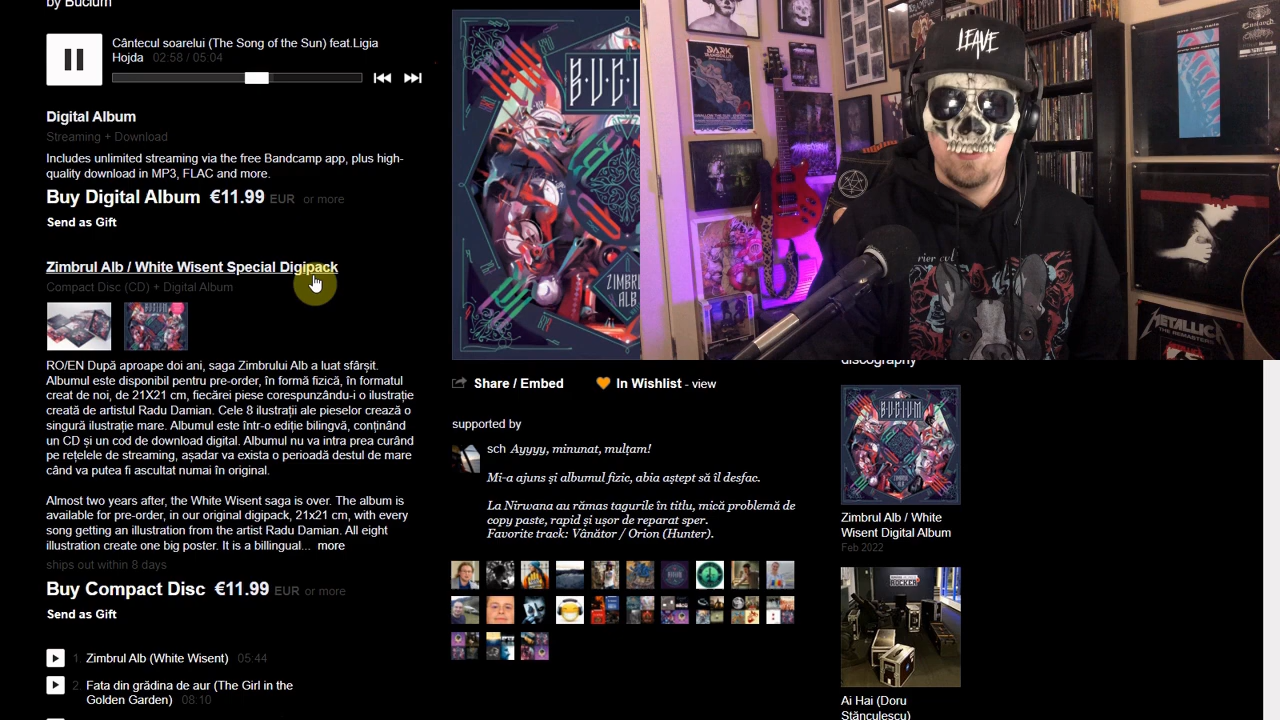 by Bucium
Cântecul soarelui (The Song of the Sun) feat.Ligia
Hojda 02:58 / 05:04
Digital Album
Streaming + Download
Includes unlimited streaming via the free Bandcamp app, plus high-
quality download in MP3, FLAC and more.
Buy Digital Album €11.99 EUR or more
Send as Gift
Zimbrul Alb / White Wisent Special Digipack
Compact Disc (CD) + Digital Album
RO/EN După aproape doi ani, saga Zimbrului Alb a luat sfârșit.
Albumul este disponibil pentru pre-order, în formă fizică, în formatul
creat de noi, de 21X21 cm, fiecărei piese corespunzându-i o ilustrație
creată de artistul Radu Damian. Cele 8 ilustrații ale pieselor crează o
singură ilustrație mare. Albumul este într-o ediție bilingvă, conținând
un CD și un cod de download digital. Albumul nu va intra prea curând
pe rețelele de streaming, așadar va exista o perioadă destul de mare
când va putea fi ascultat numai în original.
Almost two years after, the White Wisent saga is over. The album is
available for pre-order, in our original digipack, 21x21 cm, with every
song getting an illustration from the artist Radu Damian. All eight
illustration create one big poster. It is a billingual... more
ships out within 8 days
Buy Compact Disc €11.99 EUR or more
Send as Gift
1. Zimbrul Alb (White Wisent) 05:44
2. Fata din grădina de aur (The Girl in the
Golden Garden) 08:10
B·U·C·I
ZIMB
ALB
DARK
LEAVE
rier cul
METALLICA
THE REMASTERS
Share / Embed
In Wishlist - view
supported by
sch Ayyyy, minunat, mulțam!
Mi-a ajuns și albumul fizic, abia aștept să îl desfac.
La Nirwana au rămas tagurile în titlu, mică problemă de
copy paste, rapid și ușor de reparat sper.
Favorite track: Vânător / Orion (Hunter).
discography
BUCIUM
Zimbrul Alb / White
Wisent Digital Album
Feb 2022
ROCKER
Ai Hai (Doru
Stănculescu)